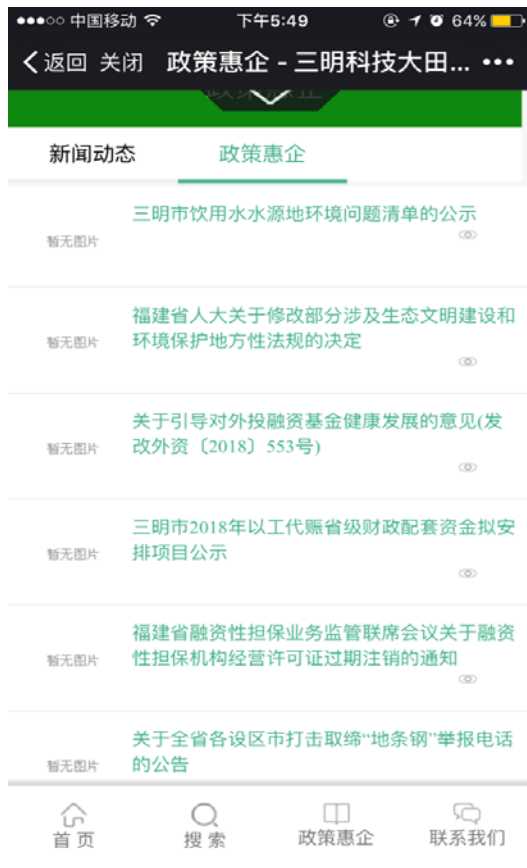 中国移动 下午5:49 64%
返回 关闭 政策惠企 - 三明科技大田... •••
政策惠企
新闻动态 政策惠企
三明市饮用水水源地环境问题清单的公示
暂无图片
福建省人大关于修改部分涉及生态文明建设和
环境保护地方性法规的决定
暂无图片
关于引导对外投融资基金健康发展的意见(发
改外资〔2018〕553号)
暂无图片
三明市2018年以工代赈省级财政配套资金拟安
排项目公示
暂无图片
福建省融资性担保业务监管联席会议关于融资
性担保机构经营许可证过期注销的通知
暂无图片
关于全省各设区市打击取缔“地条钢”举报电话
的公告
暂无图片
首页 搜索 政策惠企 联系我们